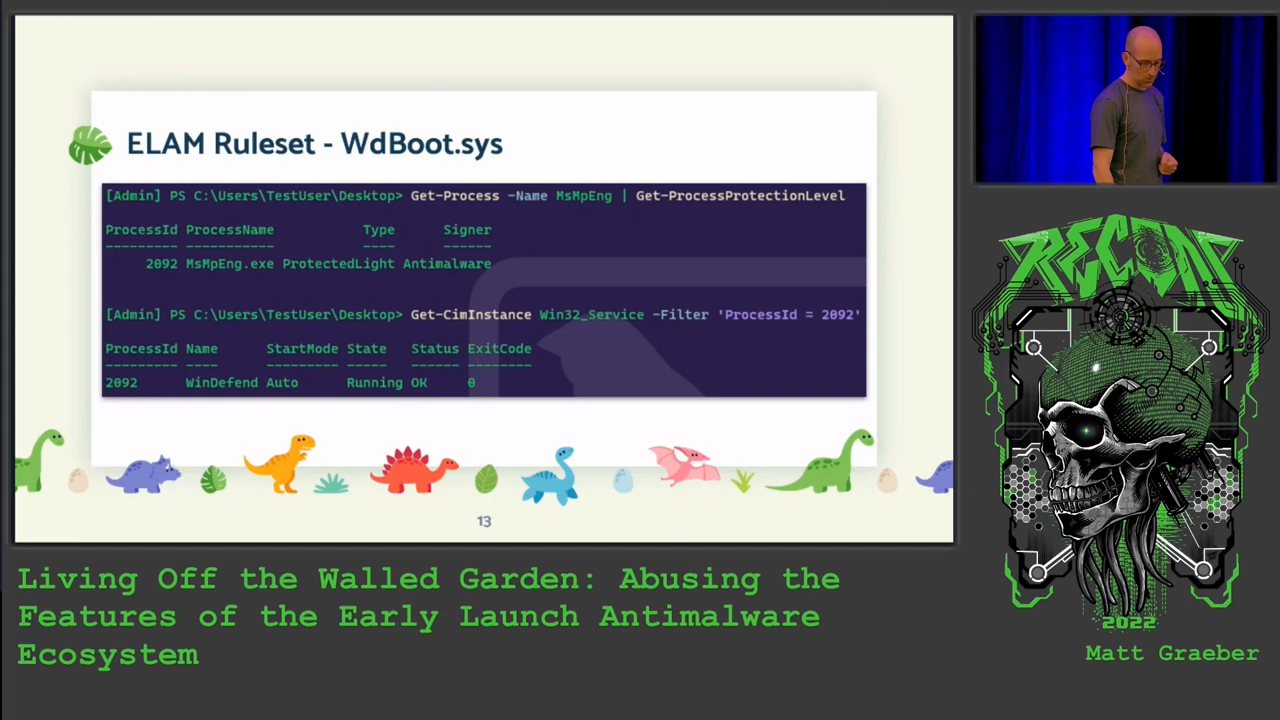 ELAM Ruleset - WdBoot.sys
[Admin] PS C:\Users\TestUser\Desktop> Get-Process -Name MsMpEng | Get-ProcessProtectionLevel
ProcessId ProcessName Type Signer
--------- ----------- ---- ------
2092 MsMpEng.exe ProtectedLight Antimalware
[Admin] PS C:\Users\TestUser\Desktop> Get-CimInstance Win32_Service -Filter 'ProcessId = 2092'
ProcessId Name StartMode State Status ExitCode
--------- ---- --------- ----- ------ --------
2092 WinDefend Auto Running OK 0
13
RECON
2022
Living Off the Walled Garden: Abusing the
Features of the Early Launch Antimalware
Ecosystem
Matt Graeber